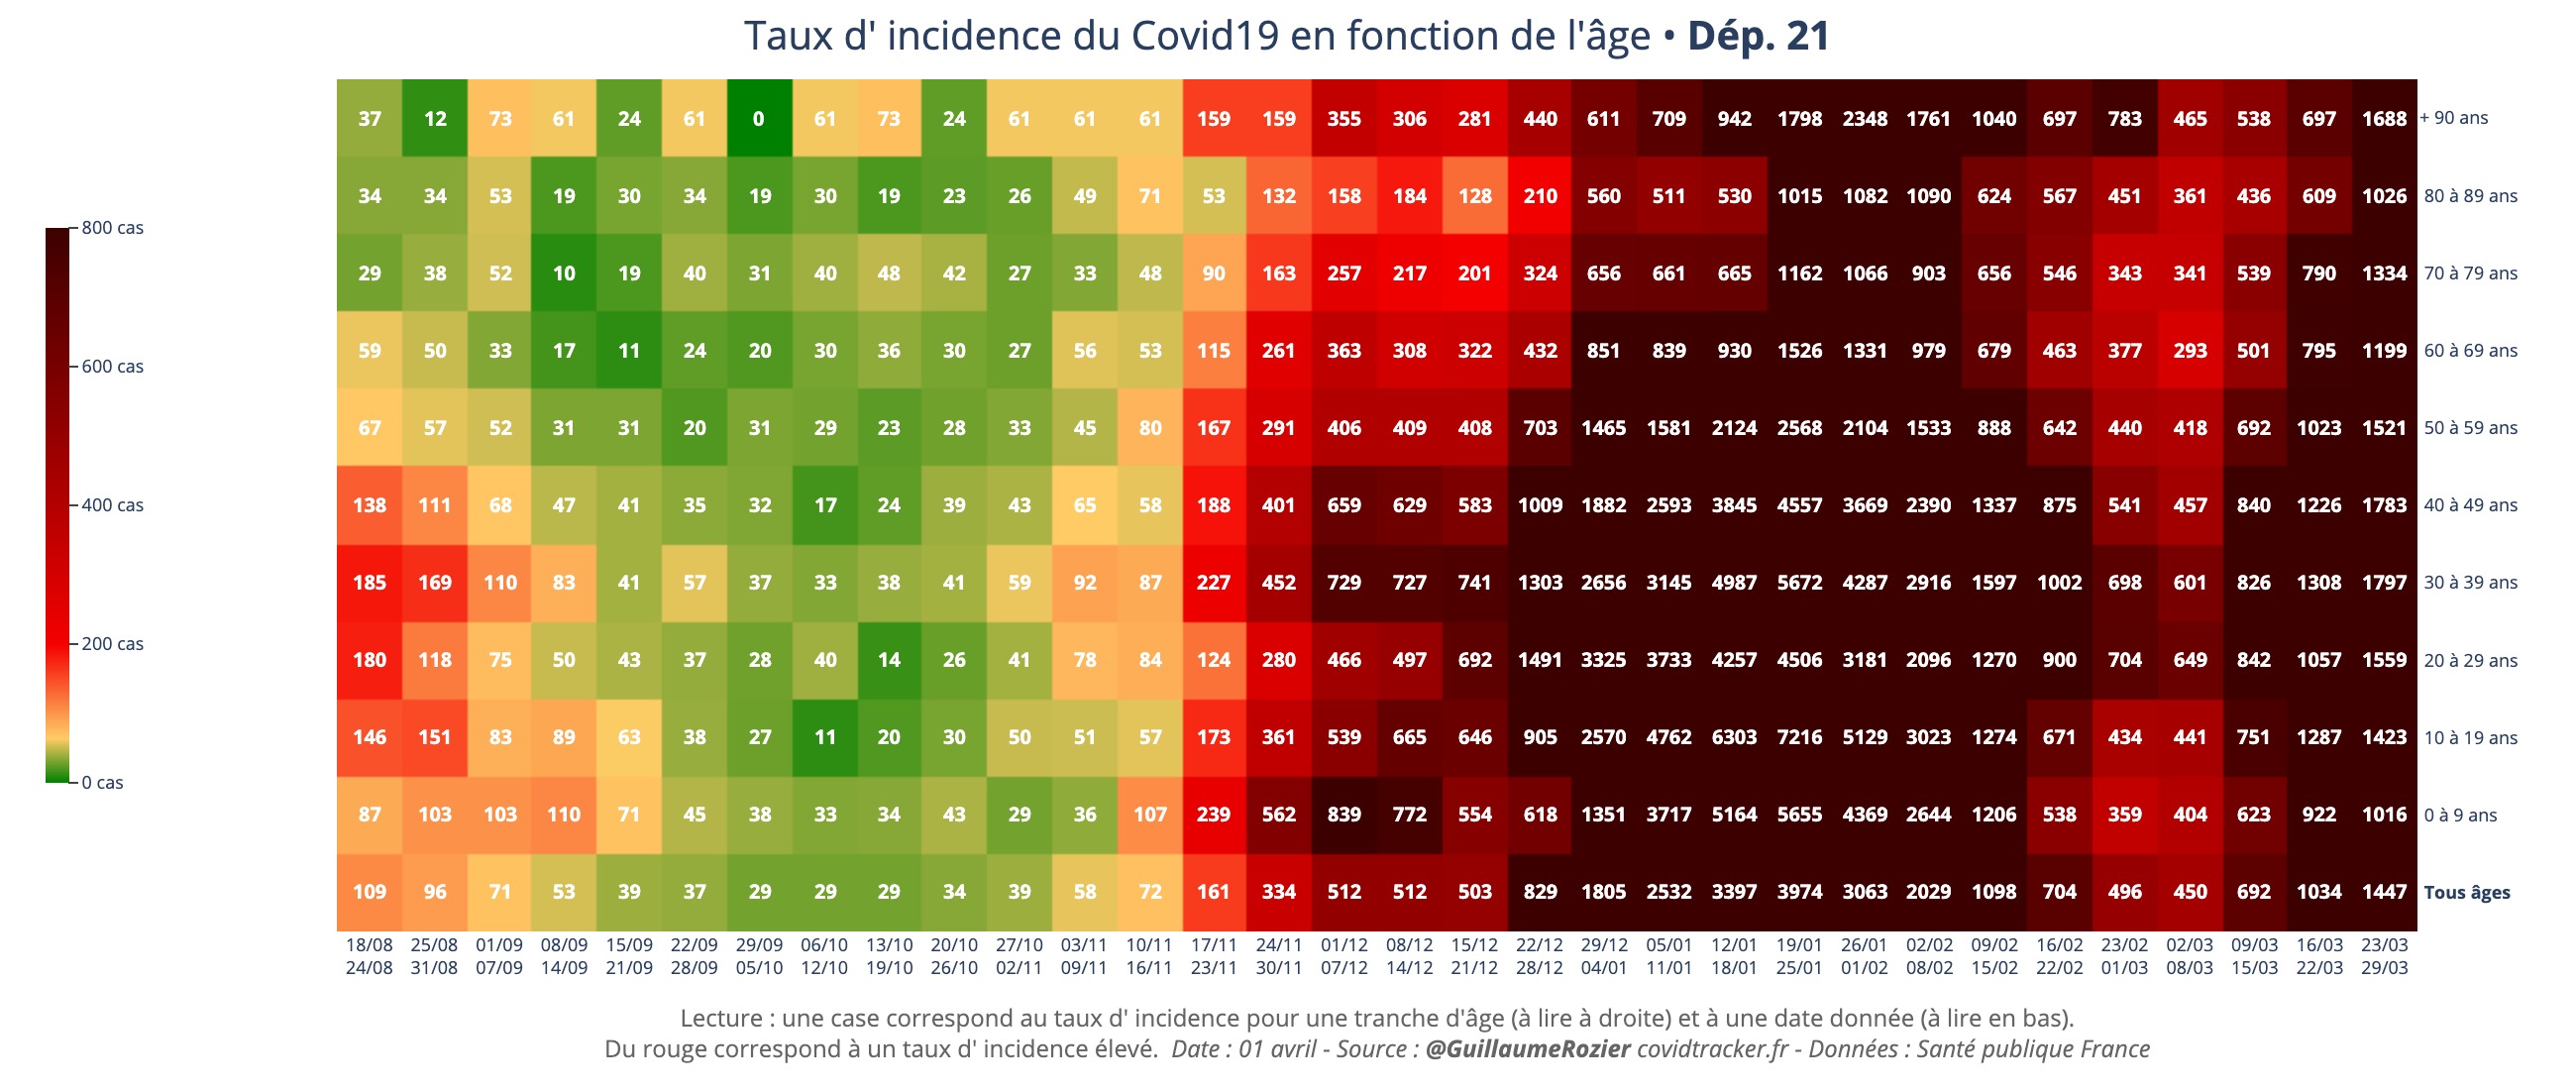 Taux d' incidence du Covid19 en fonction de l'âge • Dép. 21
37 12 73 61 24 61 0 61 73 24 61 61 61 159 159 355 306 281 440 611 709 942 1798 2348 1761 1040 697 783 465 538 697 1688 + 90 ans
34 34 53 19 30 34 19 30 19 23 26 49 71 53 132 158 184 128 210 560 511 530 1015 1082 1090 624 567 451 361 436 609 1026 80 à 89 ans
800 cas
29 38 52 10 19 40 31 40 48 42 27 33 48 90 163 257 217 201 324 656 661 665 1162 1066 903 656 546 343 341 539 790 1334 70 à 79 ans
59 50 33 17 11 24 20 30 36 30 27 56 53 115 261 363 308 322 432 851 839 930 1526 1331 979 679 463 377 293 501 795 1199 60 à 69 ans
600 cas
67 57 52 31 31 20 31 29 23 28 33 45 80 167 291 406 409 408 703 1465 1581 2124 2568 2104 1533 888 642 440 418 692 1023 1521 50 à 59 ans
400 cas
138 111 68 47 41 35 32 17 24 39 43 65 58 188 401 659 629 583 1009 1882 2593 3845 4557 3669 2390 1337 875 541 457 840 1226 1783 40 à 49 ans
185 169 110 83 41 57 37 33 38 41 59 92 87 227 452 729 727 741 1303 2656 3145 4987 5672 4287 2916 1597 1002 698 601 826 1308 1797 30 à 39 ans
200 cas
180 118 75 50 43 37 28 40 14 26 41 78 84 124 280 466 497 692 1491 3325 3733 4257 4506 3181 2096 1270 900 704 649 842 1057 1559 20 à 29 ans
146 151 83 89 63 38 27 11 20 30 50 51 57 173 361 539 665 646 905 2570 4762 6303 7216 5129 3023 1274 671 434 441 751 1287 1423 10 à 19 ans
0 cas
87 103 103 110 71 45 38 33 34 43 29 36 107 239 562 839 772 554 618 1351 3717 5164 5655 4369 2644 1206 538 359 404 623 922 1016 0 à 9 ans
109 96 71 53 39 37 29 29 29 34 39 58 72 161 334 512 512 503 829 1805 2532 3397 3974 3063 2029 1098 704 496 450 692 1034 1447 Tous âges
18/08 25/08 01/09 08/09 15/09 22/09 29/09 06/10 13/10 20/10 27/10 03/11 10/11 17/11 24/11 01/12 08/12 15/12 22/12 29/12 05/01 12/01 19/01 26/01 02/02 09/02 16/02 23/02 02/03 09/03 16/03 23/03
24/08 31/08 07/09 14/09 21/09 28/09 05/10 12/10 19/10 26/10 02/11 09/11 16/11 23/11 30/11 07/12 14/12 21/12 28/12 04/01 11/01 18/01 25/01 01/02 08/02 15/02 22/02 01/03 08/03 15/03 22/03 29/03
Lecture : une case correspond au taux d' incidence pour une tranche d'âge (à lire à droite) et à une date donnée (à lire en bas).
Du rouge correspond à un taux d' incidence élevé. Date : 01 avril - Source : @GuillaumeRozier covidtracker.fr - Données : Santé publique France